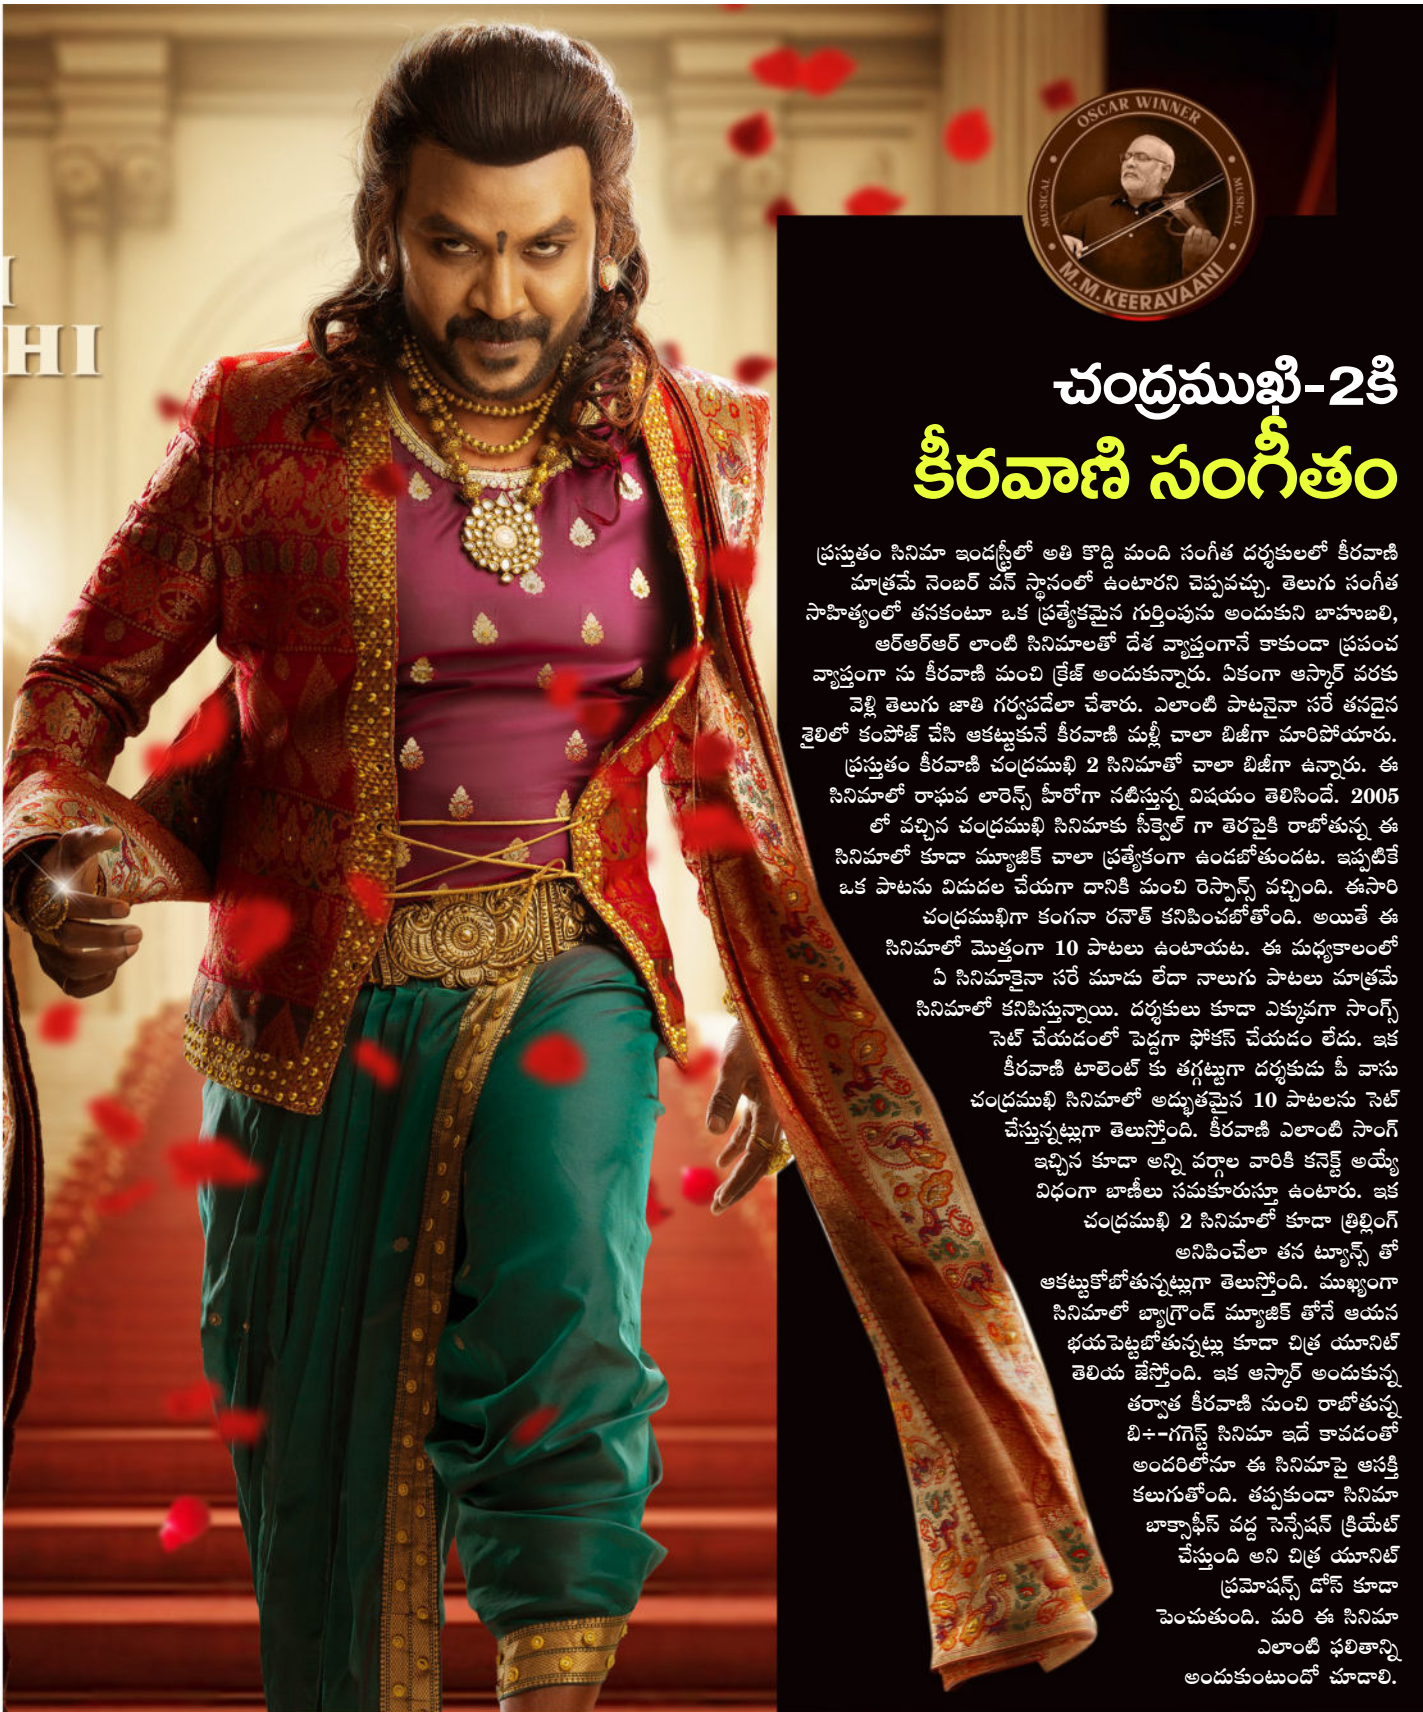 I
HI
OSCAR WINNER
MUSICAL
MUSICAL
M.M.KEERAVAANI
చంద్రముఖి-2కి
కీరవాణి సంగీతం
ప్రస్తుతం సినిమా ఇండస్ట్రీలో అతి కొద్ది మంది సంగీత దర్శకులలో కీరవాణి
మాత్రమే నెంబర్ వన్ స్థానంలో ఉంటారని చెప్పవచ్చు. తెలుగు సంగీత
సాహిత్యంలో తనకంటూ ఒక ప్రత్యేకమైన గుర్తింపును అందుకుని బాహుబలి,
ఆర్ఆర్ఆర్ లాంటి సినిమాలతో దేశ వ్యాప్తంగానే కాకుండా ప్రపంచ
వ్యాప్తంగా ను కీరవాణి మంచి క్రేజ్ అందుకున్నారు. ఏకంగా ఆస్కార్ వరకు
వెళ్లి తెలుగు జాతి గర్వపడేలా చేశారు. ఎలాంటి పాటనైనా సరే తనదైన
శైలిలో కంపోజ్ చేసి ఆకట్టుకునే కీరవాణి మళ్లీ చాలా బిజీగా మారిపోయారు.
ప్రస్తుతం కీరవాణి చంద్రముఖి 2 సినిమాతో చాలా బిజీగా ఉన్నారు. ఈ
సినిమాలో రాఘవ లారెన్స్ హీరోగా నటిస్తున్న విషయం తెలిసిందే. 2005
లో వచ్చిన చంద్రముఖి సినిమాకు సీక్వెల్ గా తెరపైకి రాబోతున్న ఈ
సినిమాలో కూడా మ్యూజిక్ చాలా ప్రత్యేకంగా ఉండబోతుందట. ఇప్పటికే
ఒక పాటను విడుదల చేయగా దానికి మంచి రెస్పాన్స్ వచ్చింది. ఈసారి
చంద్రముఖిగా కంగనా రనౌత్ కనిపించబోతోంది. అయితే ఈ
సినిమాలో మొత్తంగా 10 పాటలు ఉంటాయట. ఈ మధ్యకాలంలో
ఏ సినిమాకైనా సరే మూడు లేదా నాలుగు పాటలు మాత్రమే
సినిమాలో కనిపిస్తున్నాయి. దర్శకులు కూడా ఎక్కువగా సాంగ్స్
సెట్ చేయడంలో పెద్దగా ఫోకస్ చేయడం లేదు. ఇక
కీరవాణి టాలెంట్ కు తగ్గట్టుగా దర్శకుడు పీ వాసు
చంద్రముఖి సినిమాలో అద్భుతమైన 10 పాటలను సెట్
చేస్తున్నట్లుగా తెలుస్తోంది. కీరవాణి ఎలాంటి సాంగ్
ఇచ్చిన కూడా అన్ని వర్గాల వారికి కనెక్ట్ అయ్యే
విధంగా బాణీలు సమకూరుస్తూ ఉంటారు. ఇక
చంద్రముఖి 2 సినిమాలో కూడా త్రిల్లింగ్
అనిపించేలా తన ట్యూన్స్ తో
ఆకట్టుకోబోతున్నట్లుగా తెలుస్తోంది. ముఖ్యంగా
సినిమాలో బ్యాగ్రౌండ్ మ్యూజిక్ తోనే ఆయన
భయపెట్టబోతున్నట్లు కూడా చిత్ర యూనిట్
తెలియ జేస్తోంది. ఇక ఆస్కార్ అందుకున్న
తర్వాత కీరవాణి నుంచి రాబోతున్న
బి÷-గగెస్ట్ సినిమా ఇదే కావడంతో
అందరిలోనూ ఈ సినిమాపై ఆసక్తి
కలుగుతోంది. తప్పకుండా సినిమా
బాక్సాఫీస్ వద్ద సెన్సేషన్ క్రియేట్
చేస్తుంది అని చిత్ర యూనిట్
ప్రమోషన్స్ డోస్ కూడా
పెంచుతుంది. మరి ఈ సినిమా
ఎలాంటి ఫలితాన్ని
అందుకుంటుందో చూడాలి.